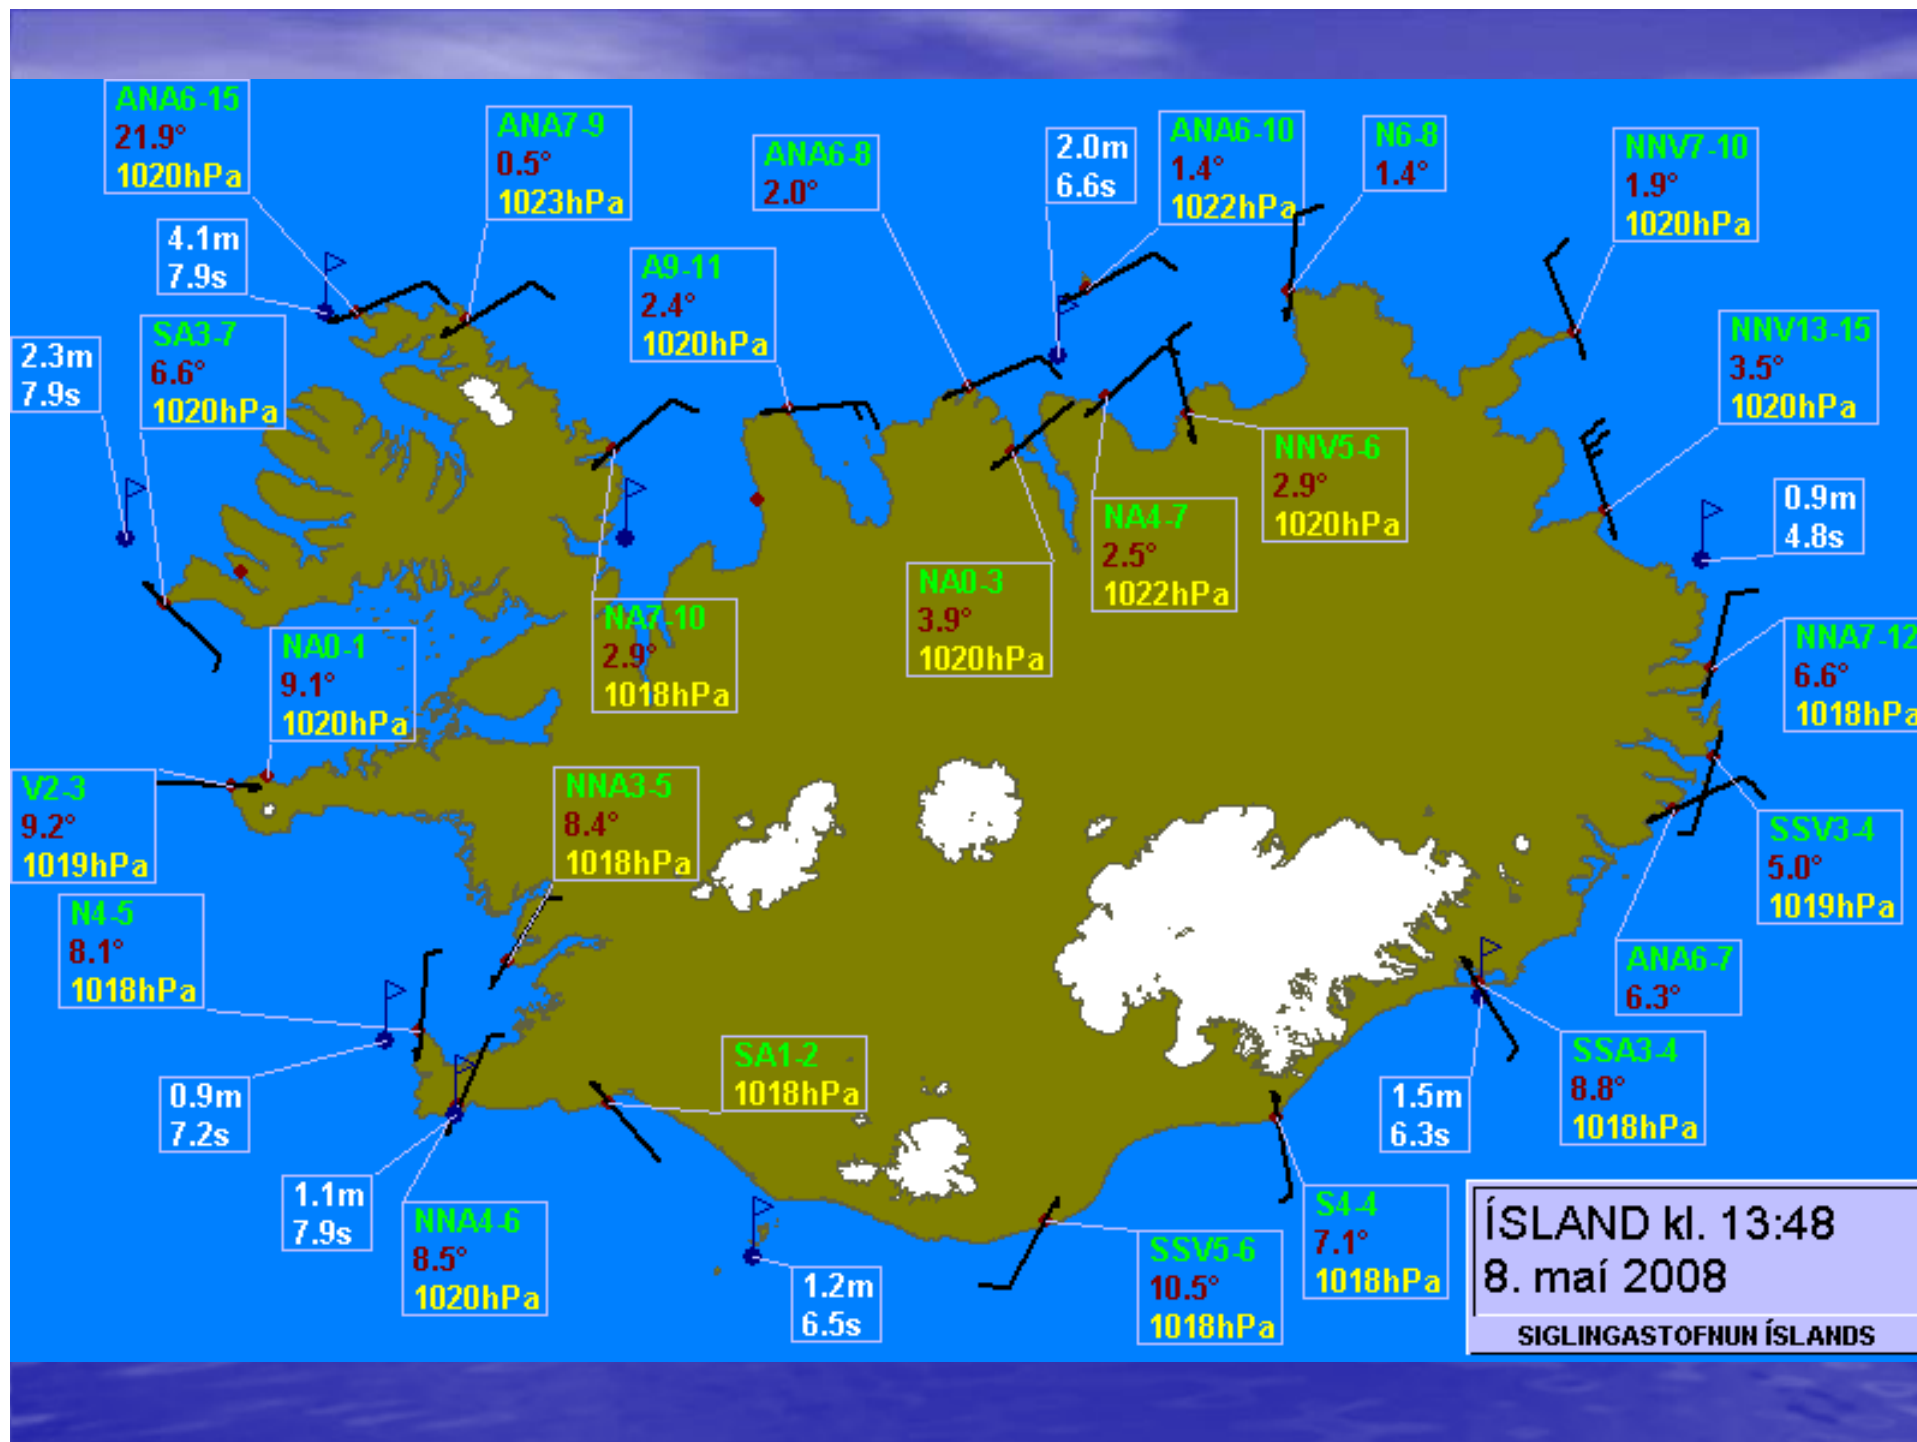 ANA6-15
21.9°
1020hPa
ANA7-9
0.5°
1023hPa
ANA6-8
2.0°
2.0m
6.6s
ANA6-10
1.4°
1022hPa
N6-8
1.4°
NNV7-10
1.9°
1020hPa
4.1m
7.9s
A9-11
2.4°
1020hPa
2.3m
7.9s
SA3-7
6.6°
1020hPa
NNV13-15
3.5°
1020hPa
NNV5-6
2.9°
1020hPa
0.9m
4.8s
NA4-7
2.5°
1022hPa
NA0-3
3.9°
1020hPa
NA7-10
2.9°
1018hPa
NA0-1
9.1°
1020hPa
NNA7-12
6.6°
1018hPa
V2-3
9.2°
1019hPa
NNA3-5
8.4°
1018hPa
SSV3-4
5.0°
1019hPa
N4-5
8.1°
1018hPa
ANA6-7
6.3°
SA1-2
1018hPa
SSA3-4
8.8°
1018hPa
0.9m
7.2s
1.5m
6.3s
1.1m
7.9s
NNA4-6
8.5°
1020hPa
S4-4
7.1°
1018hPa
SSV5-6
10.5°
1018hPa
1.2m
6.5s
ÍSLAND kl. 13:48
8. maí 2008
SIGLINGASTOFNUN ÍSLANDS